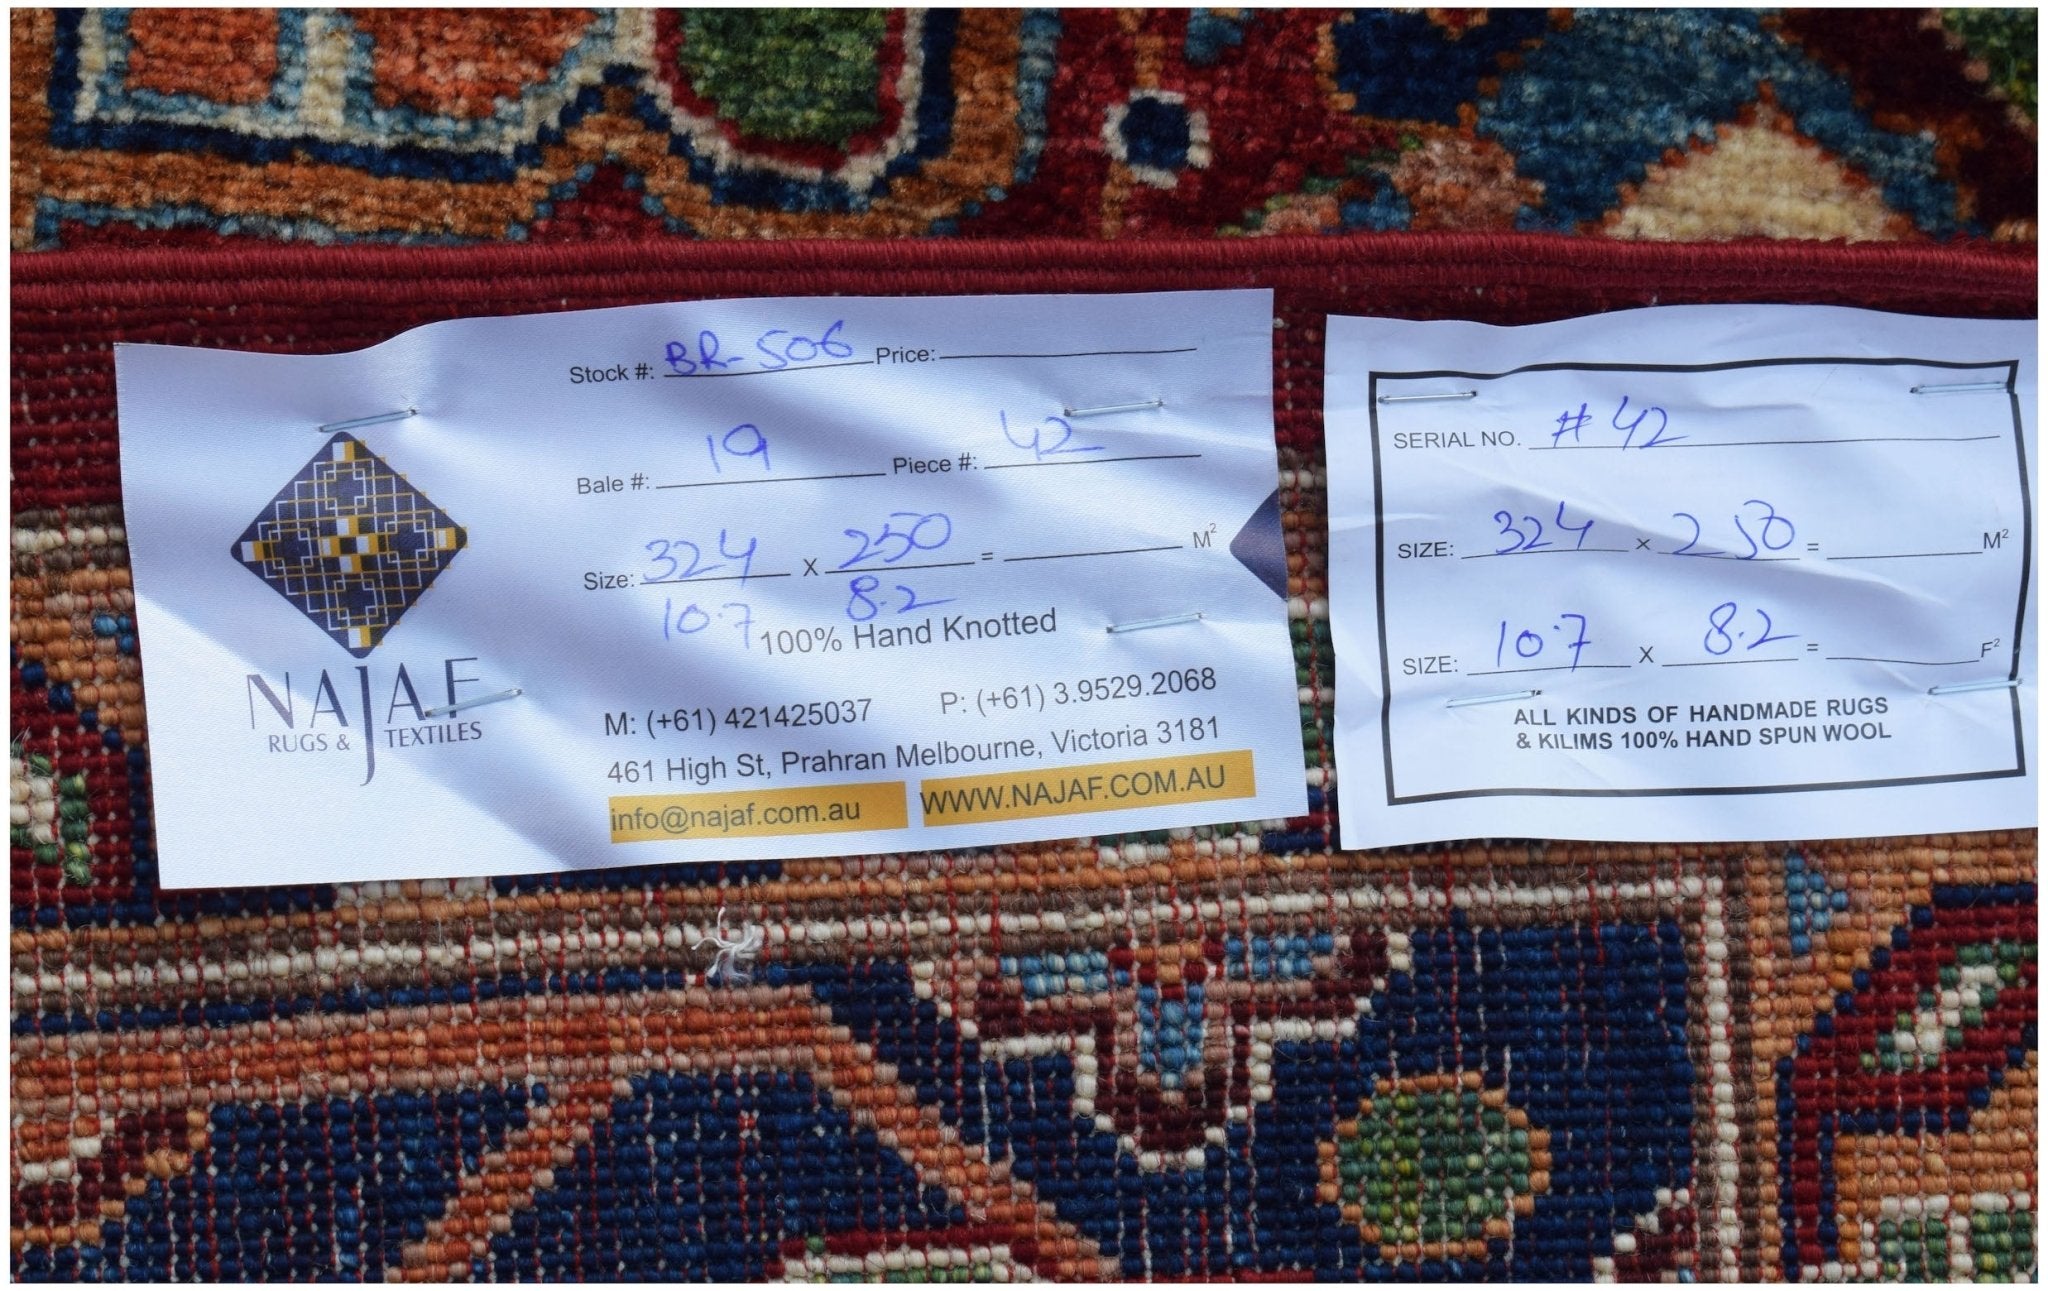 Stock #: BR-506 Price:
Bale #: 19 Piece #: 42
Size: 324 X 250 = M²
10.7 8.2
100% Hand Knotted
NAJAF
RUGS & TEXTILES
M: (+61) 421425037 P: (+61) 3.9529.2068
461 High St, Prahran Melbourne, Victoria 3181
info@najaf.com.au WWW.NAJAF.COM.AU
SERIAL NO. # 42
SIZE: 324 x 250 = M²
SIZE: 10.7 X 8.2 = F²
ALL KINDS OF HANDMADE RUGS
& KILIMS 100% HAND SPUN WOOL